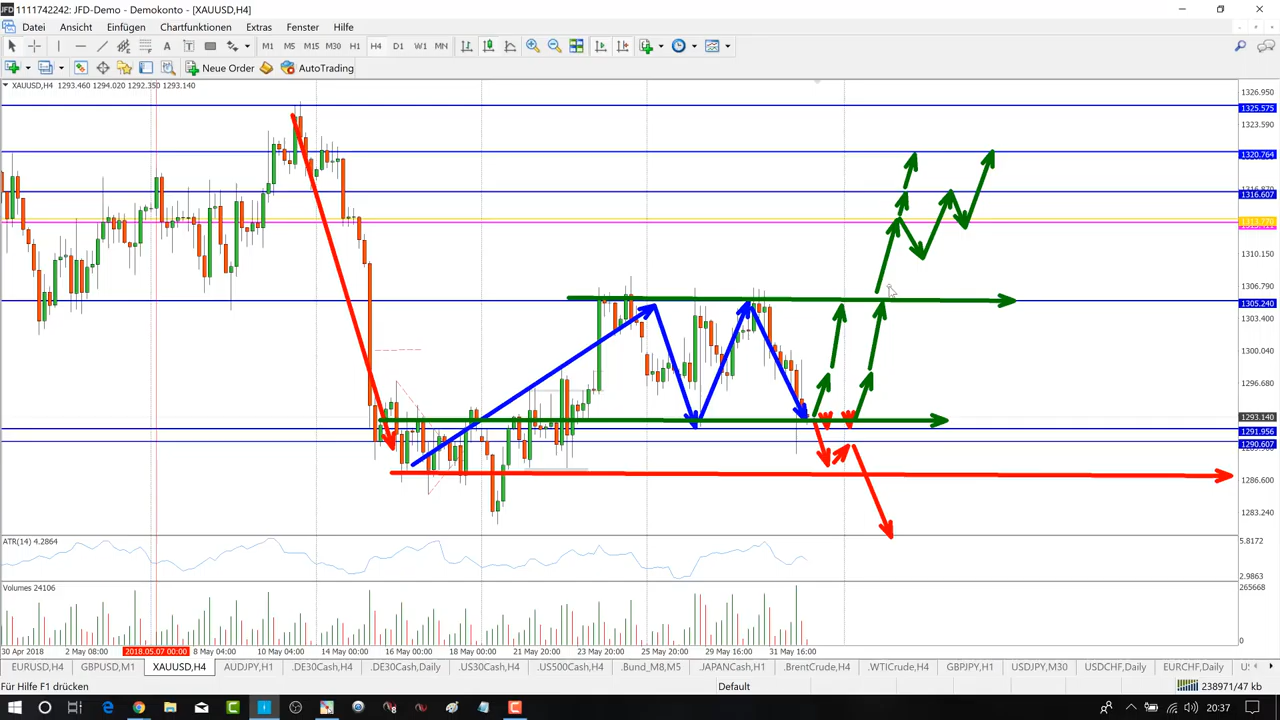 1111742242: JFD-Demo - Demokonto - [XAUUSD,H4]
Datei Ansicht Einfügen Chartfunktionen Extras Fenster Hilfe
A T M1 M5 M15 M30 H1 H4 D1 W1 MN
Neue Order AutoTrading
XAUUSD,H4 1293.460 1294.020 1292.350 1293.140
1326.950
1325.575
1323.590
1320.764
1316.870
1316.607
1313.770
1310.150
1306.790
1305.240
1303.400
1300.040
1296.680
1293.140
1291.956
1290.607
1286.600
1283.240
ATR(14) 4.2864
5.8172
2.9863
Volumes 24106
265668
0
30 Apr 2018 2 May 08:00 2018.05.07 00:00 8 May 04:00 10 May 04:00 14 May 00:00 16 May 00:00 18 May 00:00 21 May 20:00 23 May 20:00 25 May 20:00 29 May 16:00 31 May 16:00
EURUSD,H4 GBPUSD,M1 XAUUSD,H4 AUDJPY,H1 .DE30Cash,H4 .DE30Cash,Daily .US30Cash,H4 .US500Cash,H4 .Bund_M8,M5 .JAPANCash,H1 .BrentCrude,H4 .WTICrude,H4 GBPJPY,H1 USDJPY,M30 USDCHF,Daily EURCHF,Daily
Für Hilfe F1 drücken Default 238971/47 kb
20:37